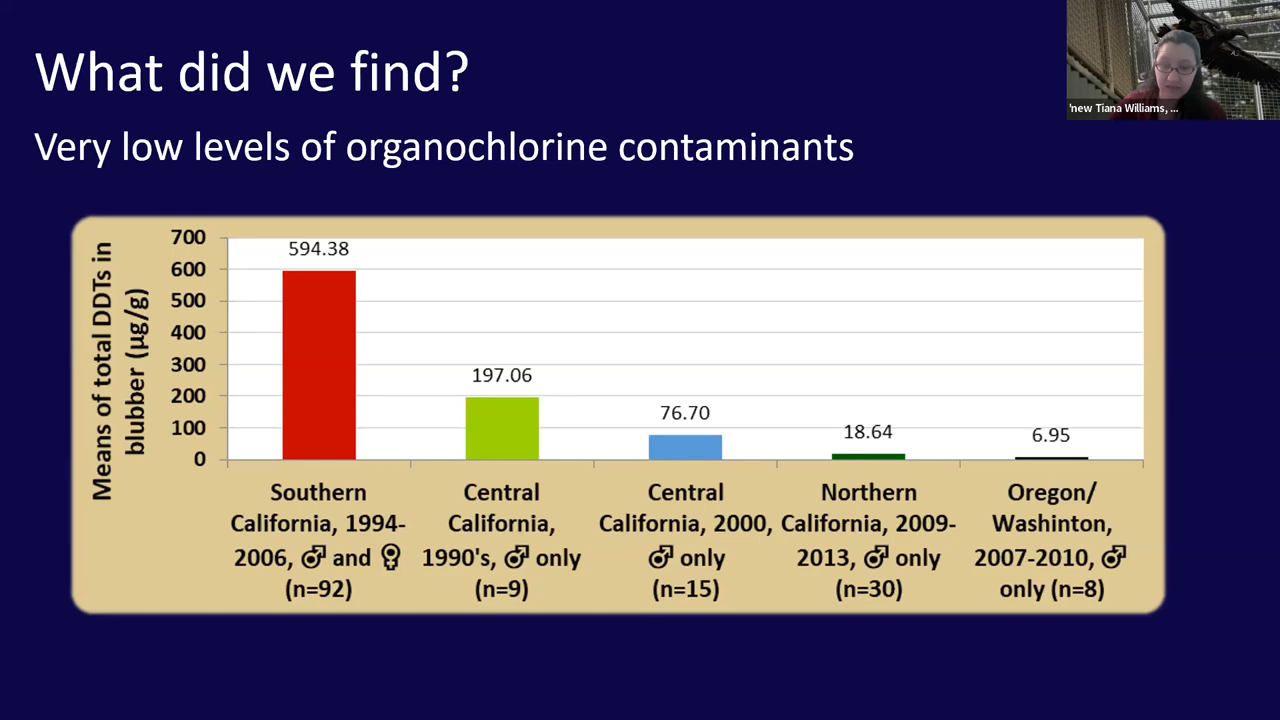 What did we find?
Very low levels of organochlorine contaminants
'new Tiana Williams, ...
Means of total DDTs in
blubber (µg/g)
700
600
500
400
300
200
100
0
594.38
197.06
76.70
18.64
6.95
Southern
California, 1994-
2006, ♂ and ♀
(n=92)
Central
California,
1990's, ♂ only
(n=9)
Central
California, 2000,
♂ only
(n=15)
Northern
California, 2009-
2013, ♂ only
(n=30)
Oregon/
Washinton,
2007-2010, ♂
only (n=8)